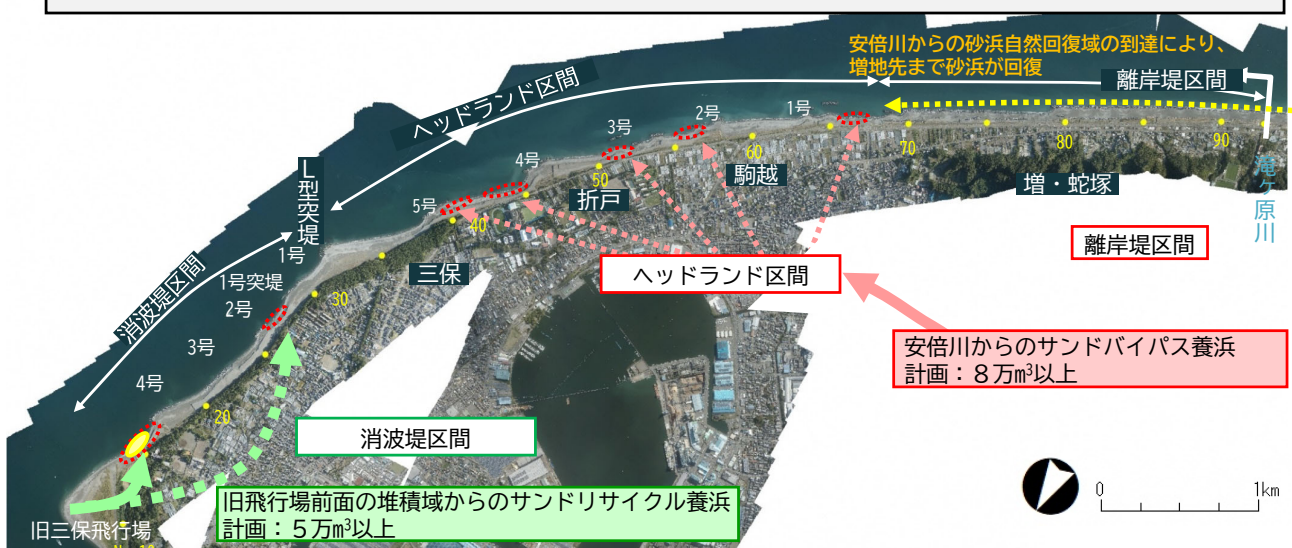 安倍川からの砂浜自然回復域の到達により、
増地先まで砂浜が回復
離岸堤区間
ヘッドランド区間
L型突堤
消波堤区間
1号
2号
3号
4号
5号
1号
1号突堤
2号
3号
4号
90
80
70
60
50
40
30
20
滝ヶ原川
増・蛇塚
駒越
折戸
三保
離岸堤区間
ヘッドランド区間
安倍川からのサンドバイパス養浜
計画：８万m³以上
消波堤区間
旧飛行場前面の堆積域からのサンドリサイクル養浜
計画：５万m³以上
旧三保飛行場
0 1km